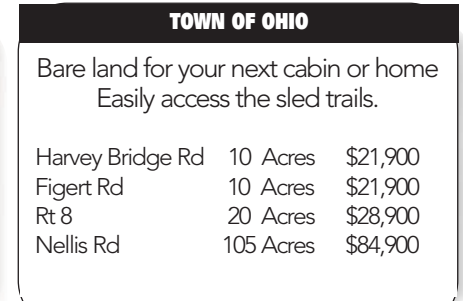 TOWN OF OHIO
Bare land for your next cabin or home
Easily access the sled trails.
Harvey Bridge Rd 10 Acres $21,900
Figert Rd 10 Acres $21,900
Rt 8 20 Acres $28,900
Nellis Rd 105 Acres $84,900